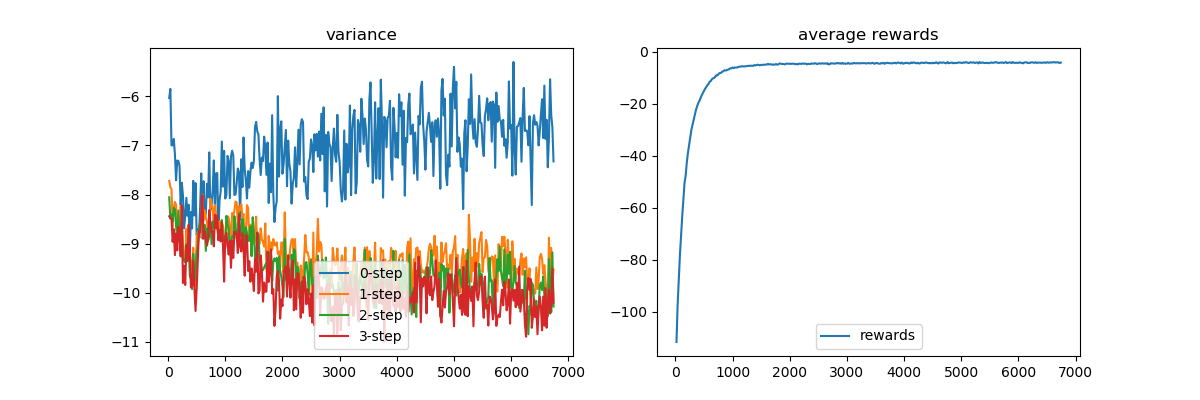 variance
−6
−7
−8
−9
−10
−11
0 1000 2000 3000 4000 5000 6000 7000
0-step
1-step
2-step
3-step
average rewards
0
−20
−40
−60
−80
−100
0 1000 2000 3000 4000 5000 6000 7000
rewards